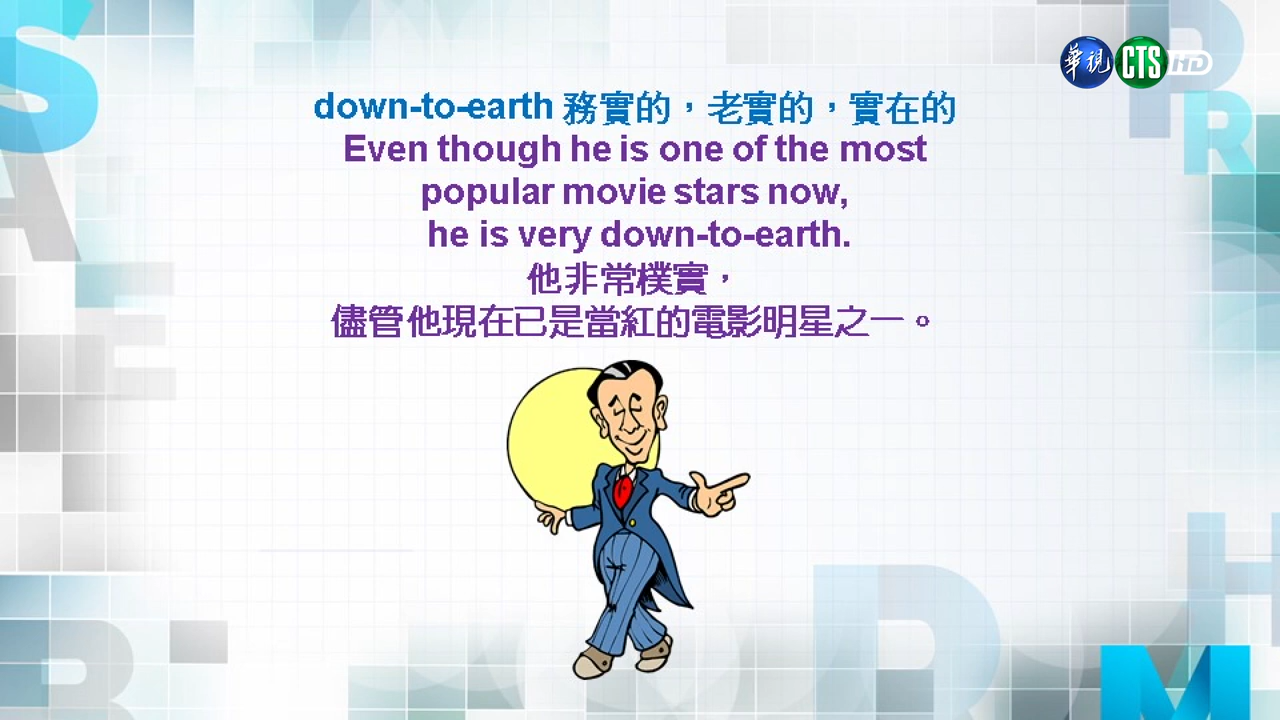 華視 CTS HD
down-to-earth 務實的，老實的，實在的
Even though he is one of the most
popular movie stars now,
he is very down-to-earth.
他非常樸實，
儘管他現在已是當紅的電影明星之一。